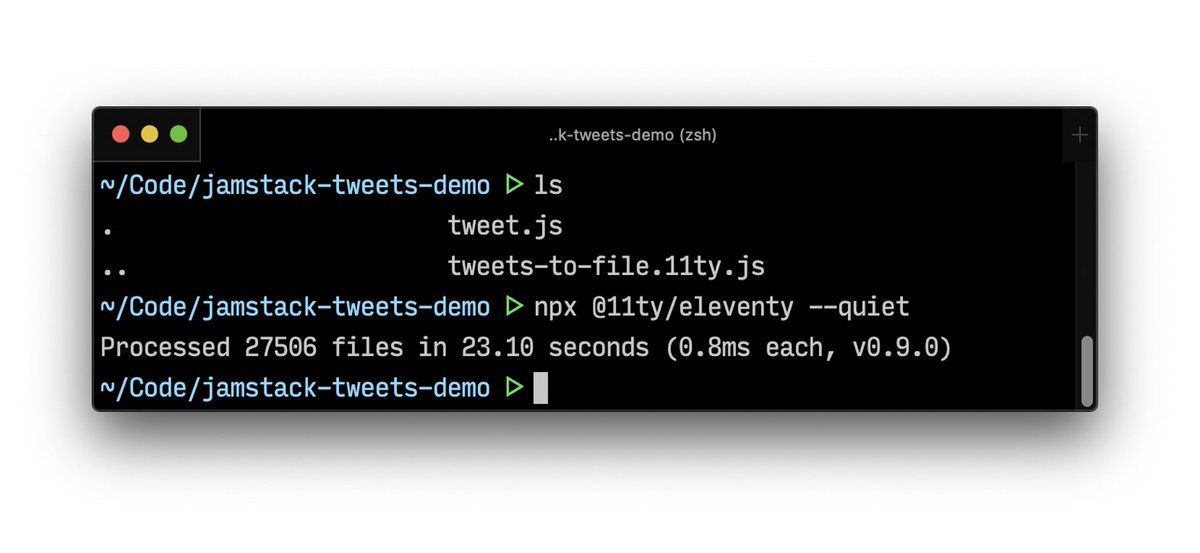 ..k-tweets-demo (zsh)
~/Code/jamstack-tweets-demo ▷ ls
. tweet.js
.. tweets-to-file.11ty.js
~/Code/jamstack-tweets-demo ▷ npx @11ty/eleventy --quiet
Processed 27506 files in 23.10 seconds (0.8ms each, v0.9.0)
~/Code/jamstack-tweets-demo ▷